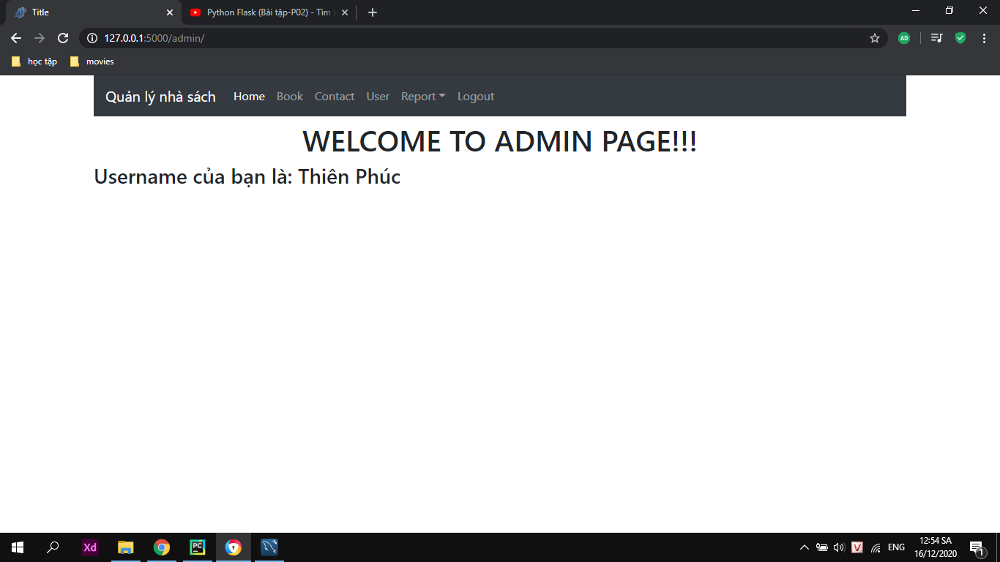 Title
Python Flask (Bài tập-P02) - Tìm
127.0.0.1:5000/admin/
AD
học tập
movies
Quản lý nhà sách Home Book Contact User Report Logout
WELCOME TO ADMIN PAGE!!!
Username của bạn là: Thiên Phúc
Xd
PC
V
ENG
12:54 SA
16/12/2020
1